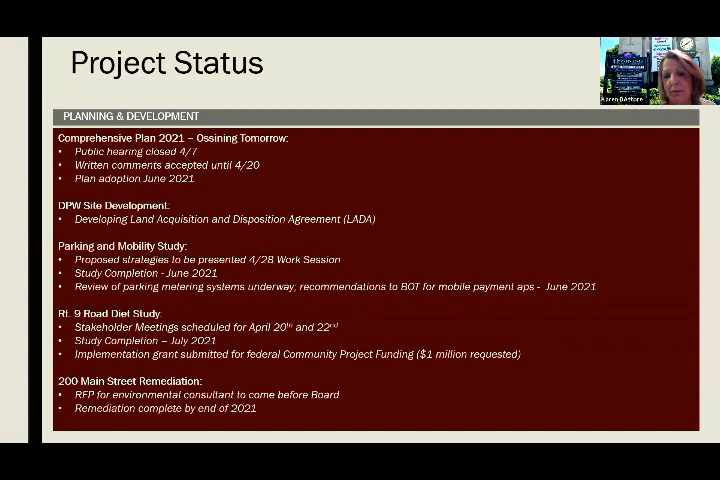 Project Status
PLANNING & DEVELOPMENT
Comprehensive Plan 2021 – Ossining Tomorrow:
• Public hearing closed 4/7
• Written comments accepted until 4/20
• Plan adoption June 2021
DPW Site Development:
• Developing Land Acquisition and Disposition Agreement (LADA)
Parking and Mobility Study:
• Proposed strategies to be presented 4/28 Work Session
• Study Completion - June 2021
• Review of parking metering systems underway; recommendations to BOT for mobile payment aps - June 2021
Rt. 9 Road Diet Study:
• Stakeholder Meetings scheduled for April 20th and 22nd
• Study Completion – July 2021
• Implementation grant submitted for federal Community Project Funding ($1 million requested)
200 Main Street Remediation:
• RFP for environmental consultant to come before Board
• Remediation complete by end of 2021